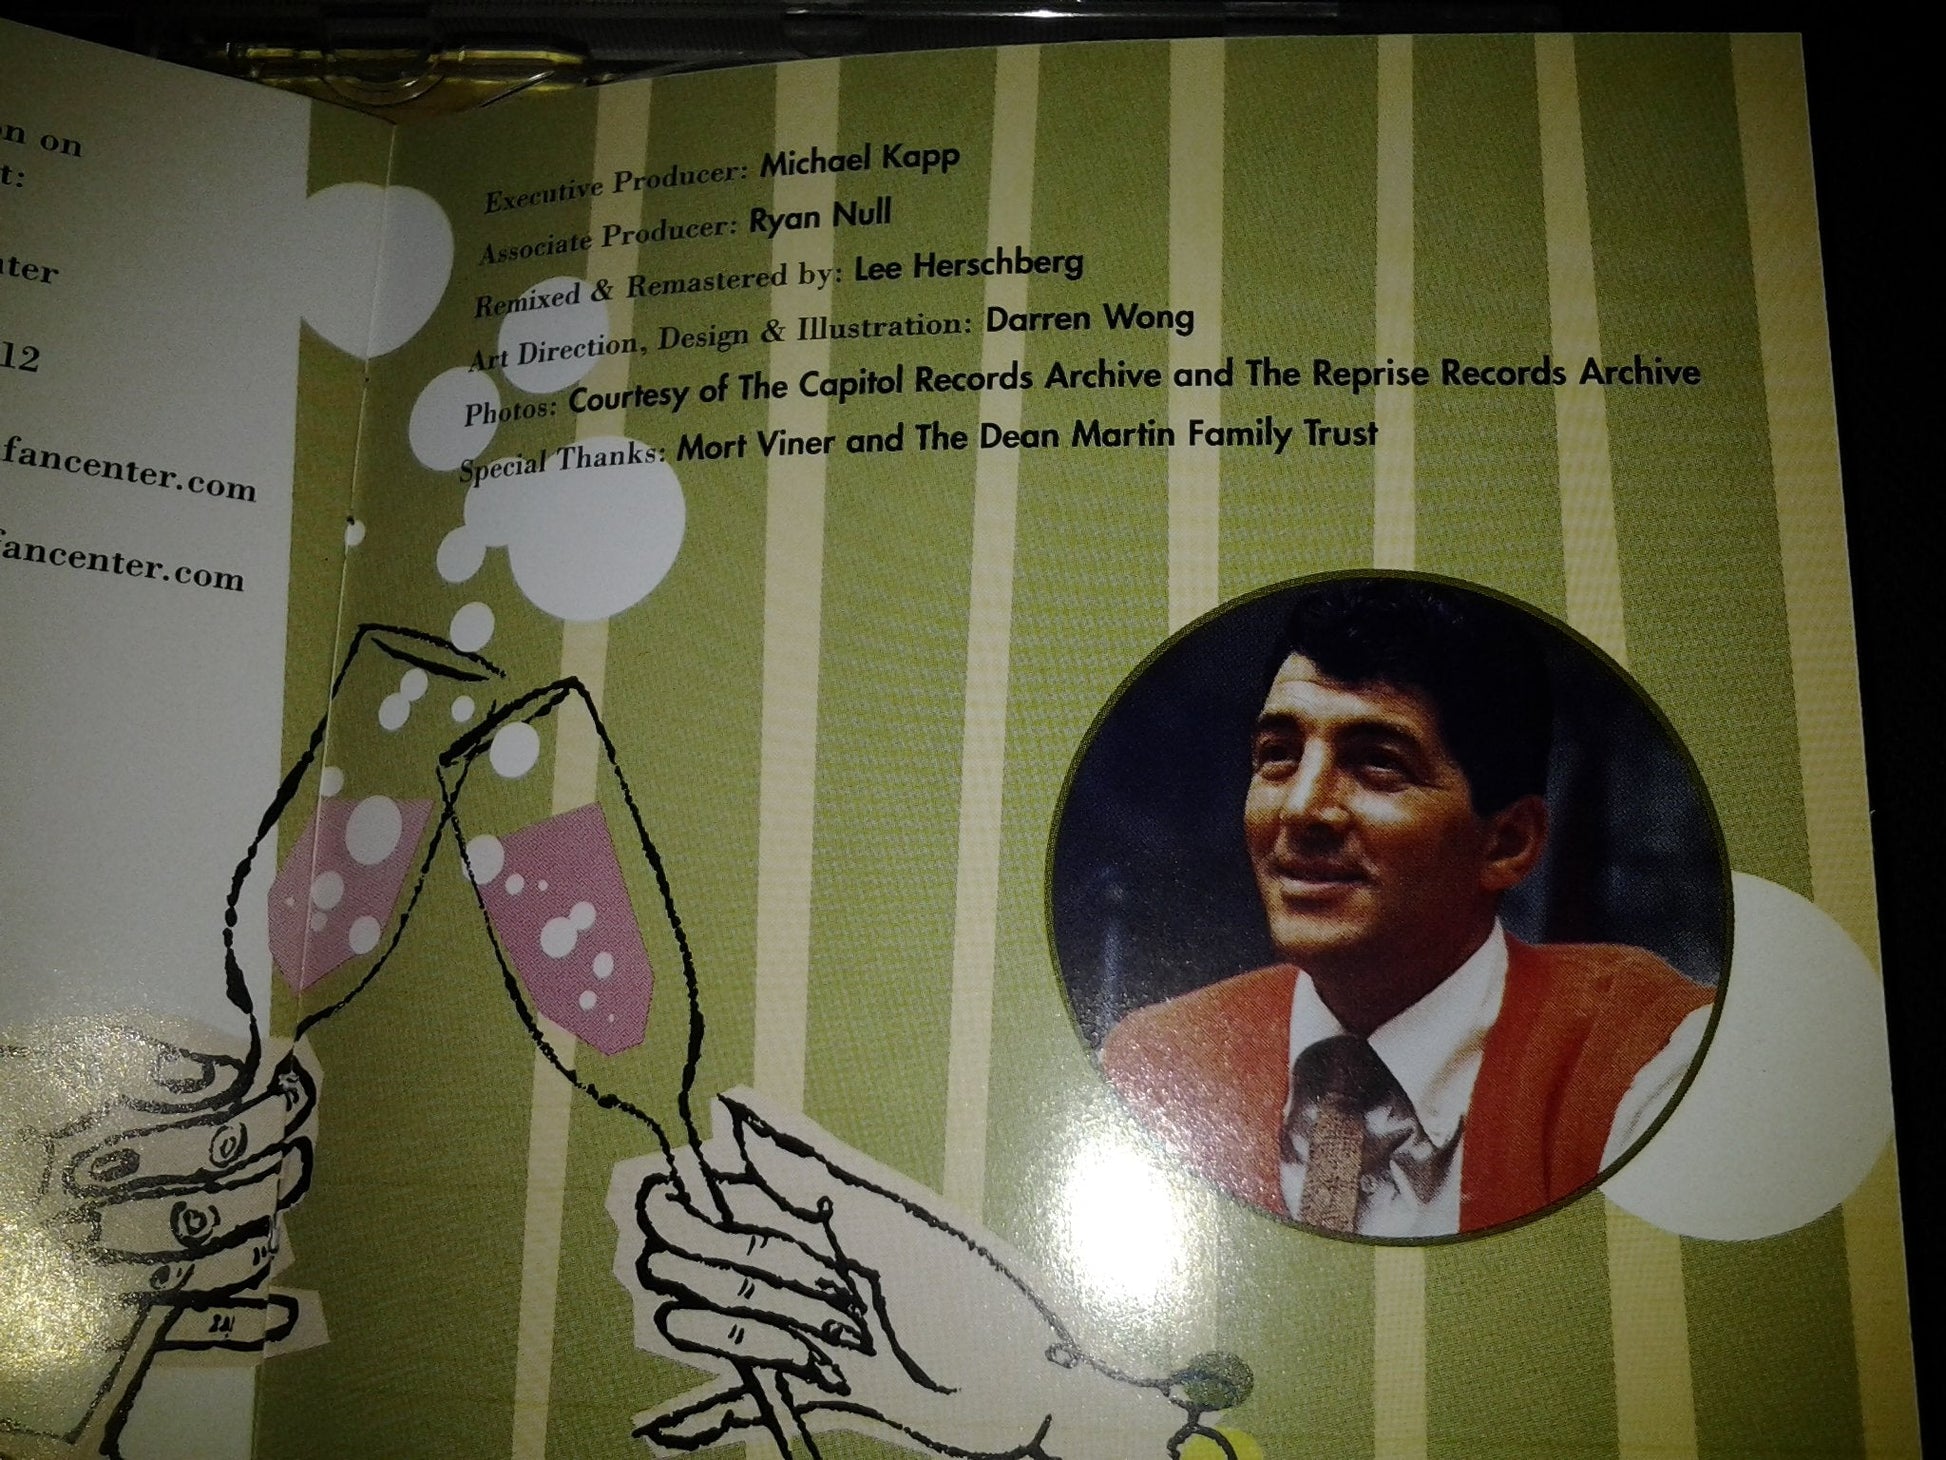 n on
t:
ter
12
fancenter.com
fancenter.com
Executive Producer: Michael Kapp
Associate Producer: Ryan Null
Remixed & Remastered by: Lee Herschberg
Art Direction, Design & Illustration: Darren Wong
Photos: Courtesy of The Capitol Records Archive and The Reprise Records Archive
Special Thanks: Mort Viner and The Dean Martin Family Trust